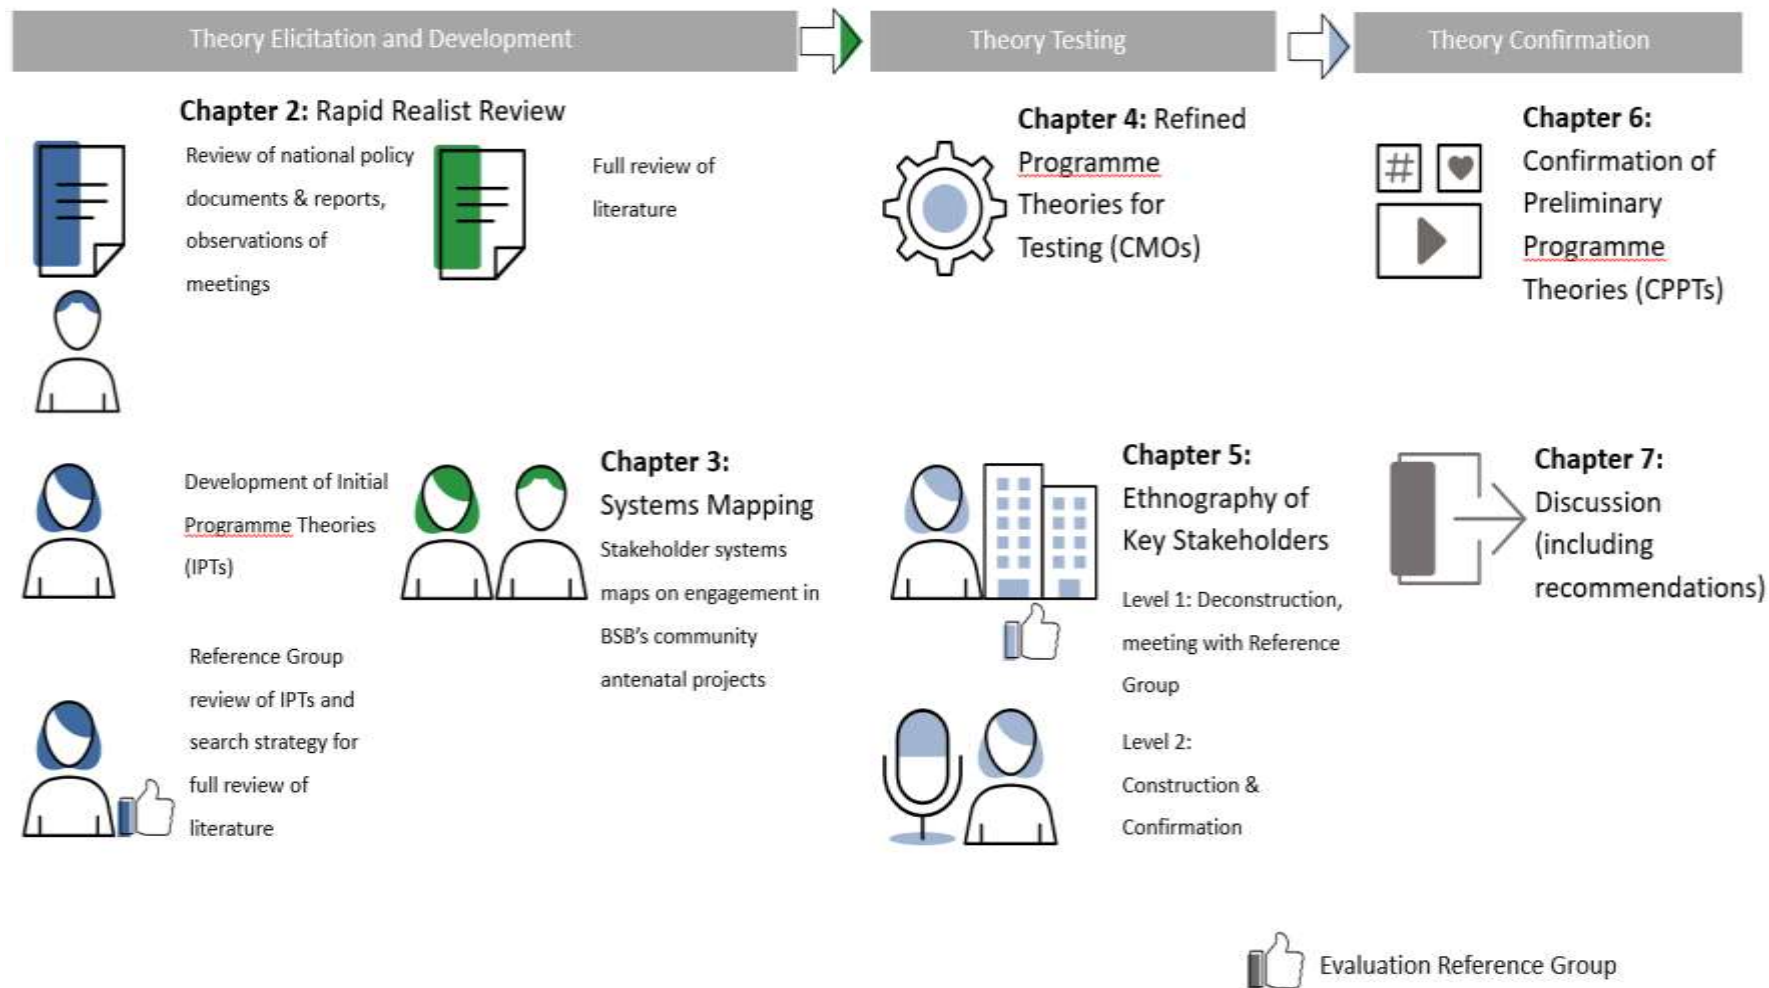 Theory Elicitation and Development
Theory Testing
Theory Confirmation
Chapter 2: Rapid Realist Review
Review of national policy
documents & reports,
observations of
meetings
Full review of
literature
Development of Initial
Programme Theories
(IPTs)
Reference Group
review of IPTs and
search strategy for
full review of
literature
Chapter 3:
Systems Mapping
Stakeholder systems
maps on engagement in
BSB's community
antenatal projects
Chapter 4: Refined
Programme
Theories for
Testing (CMOs)
Chapter 5:
Ethnography of
Key Stakeholders
Level 1: Deconstruction,
meeting with Reference
Group
Level 2:
Construction &
Confirmation
#
Chapter 6:
Confirmation of
Preliminary
Programme
Theories (CPPTs)
Chapter 7:
Discussion
(including
recommendations)
Evaluation Reference Group